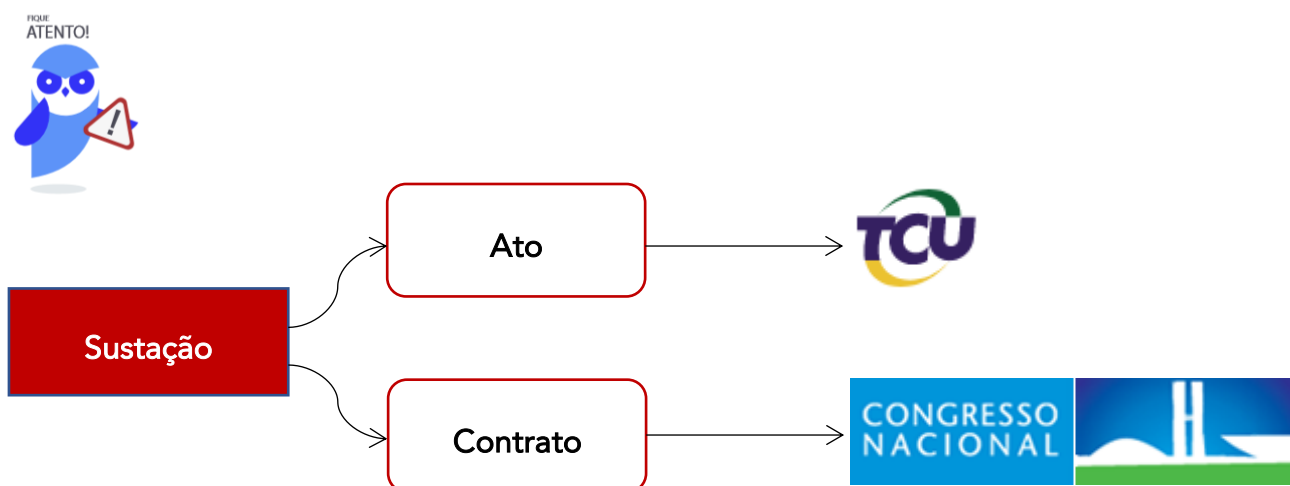 FIQUE
ATENTO!
Ato
TCU
Sustação
Contrato
CONGRESSO
NACIONAL